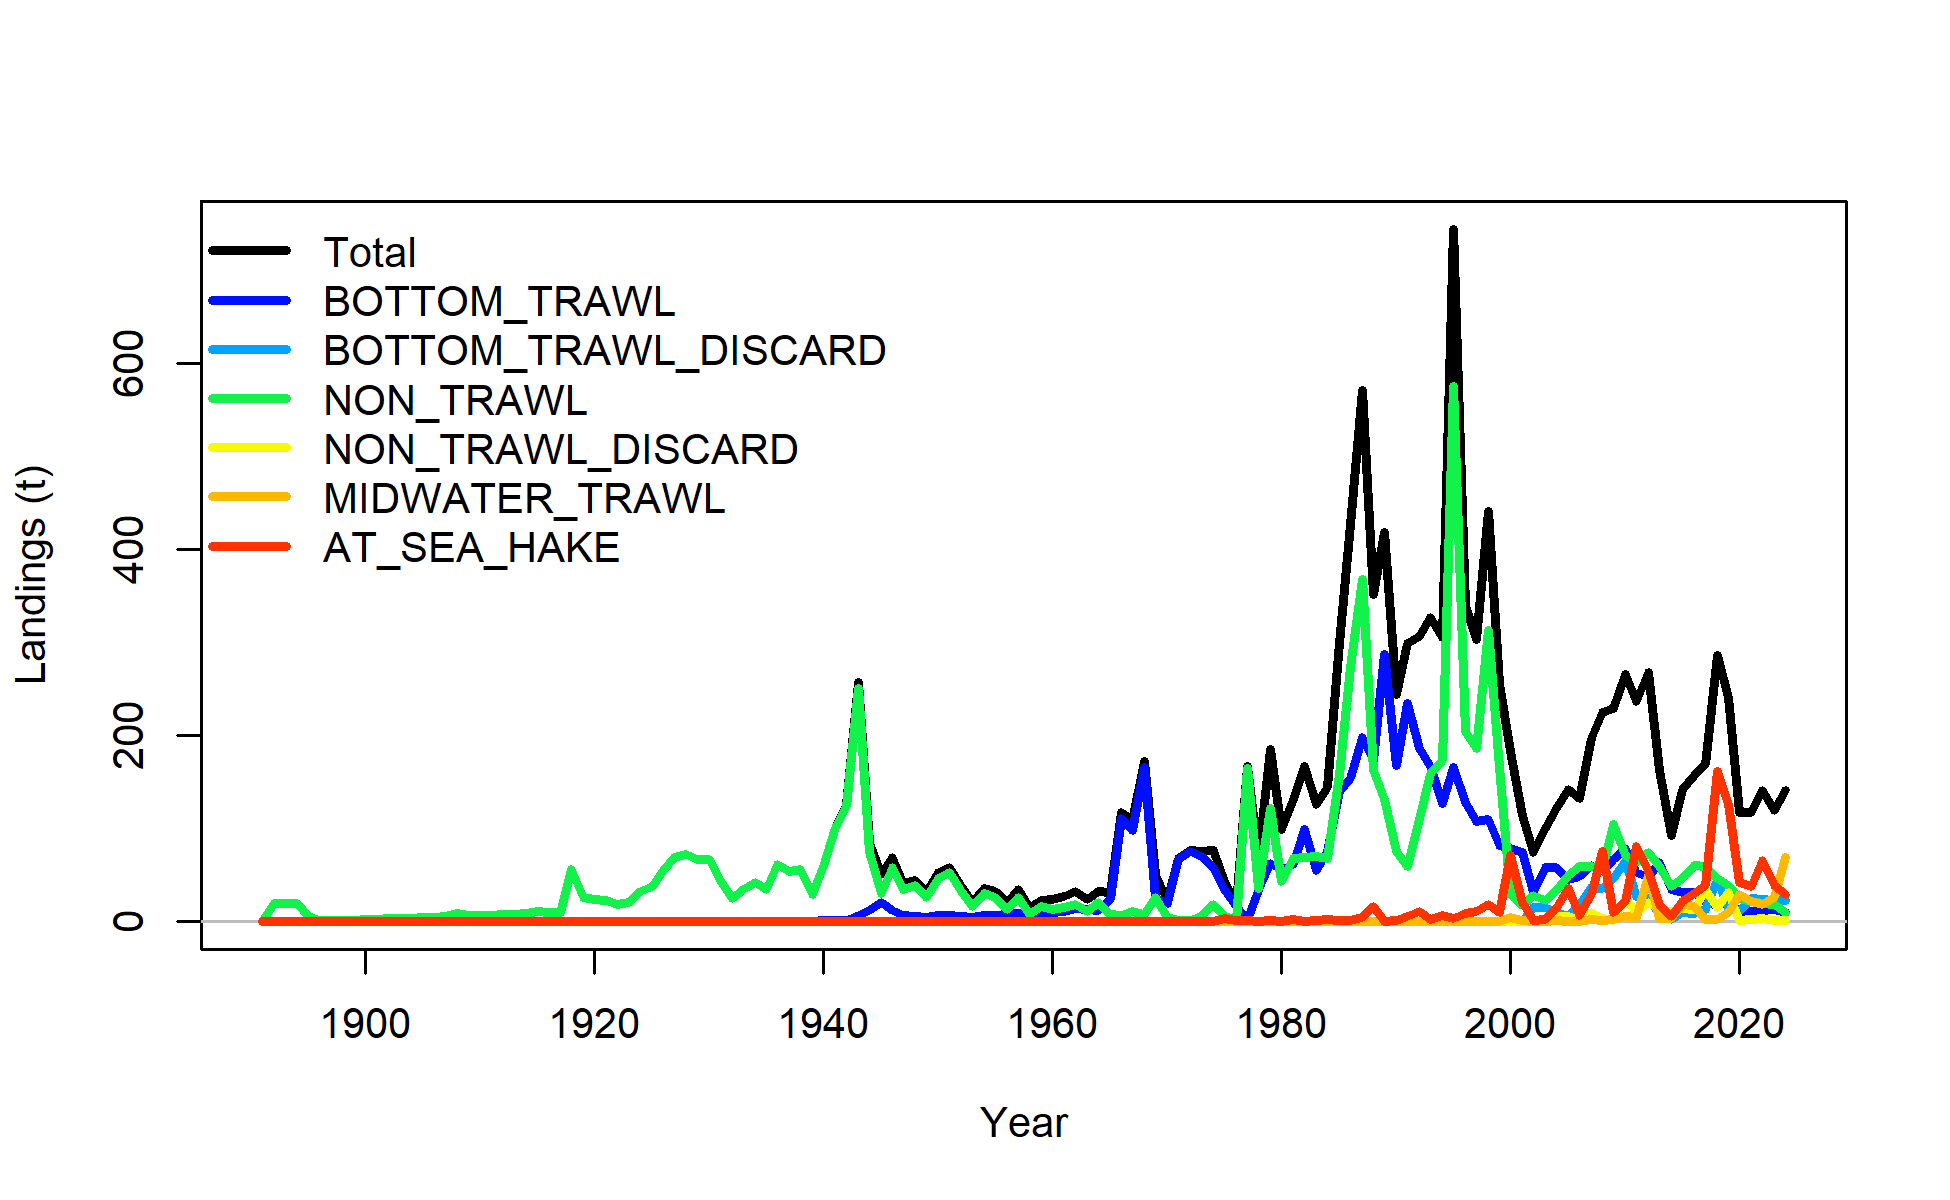 Total
BOTTOM_TRAWL
BOTTOM_TRAWL_DISCARD
NON_TRAWL
NON_TRAWL_DISCARD
MIDWATER_TRAWL
AT_SEA_HAKE
Landings (t)
600
400
200
0
1900 1920 1940 1960 1980 2000 2020
Year